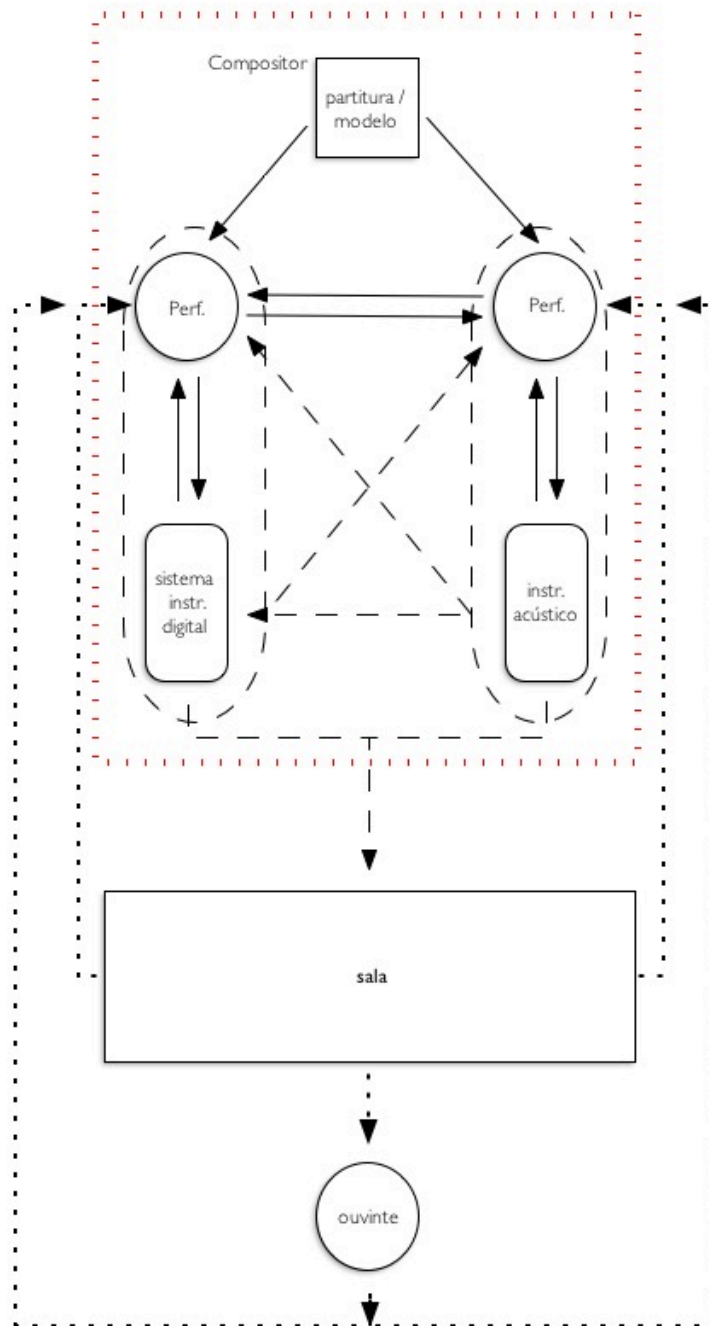 Compositor
partitura /
modelo
Perf.
Perf.
sistema
instr.
digital
instr.
acústico
sala
ouvinte